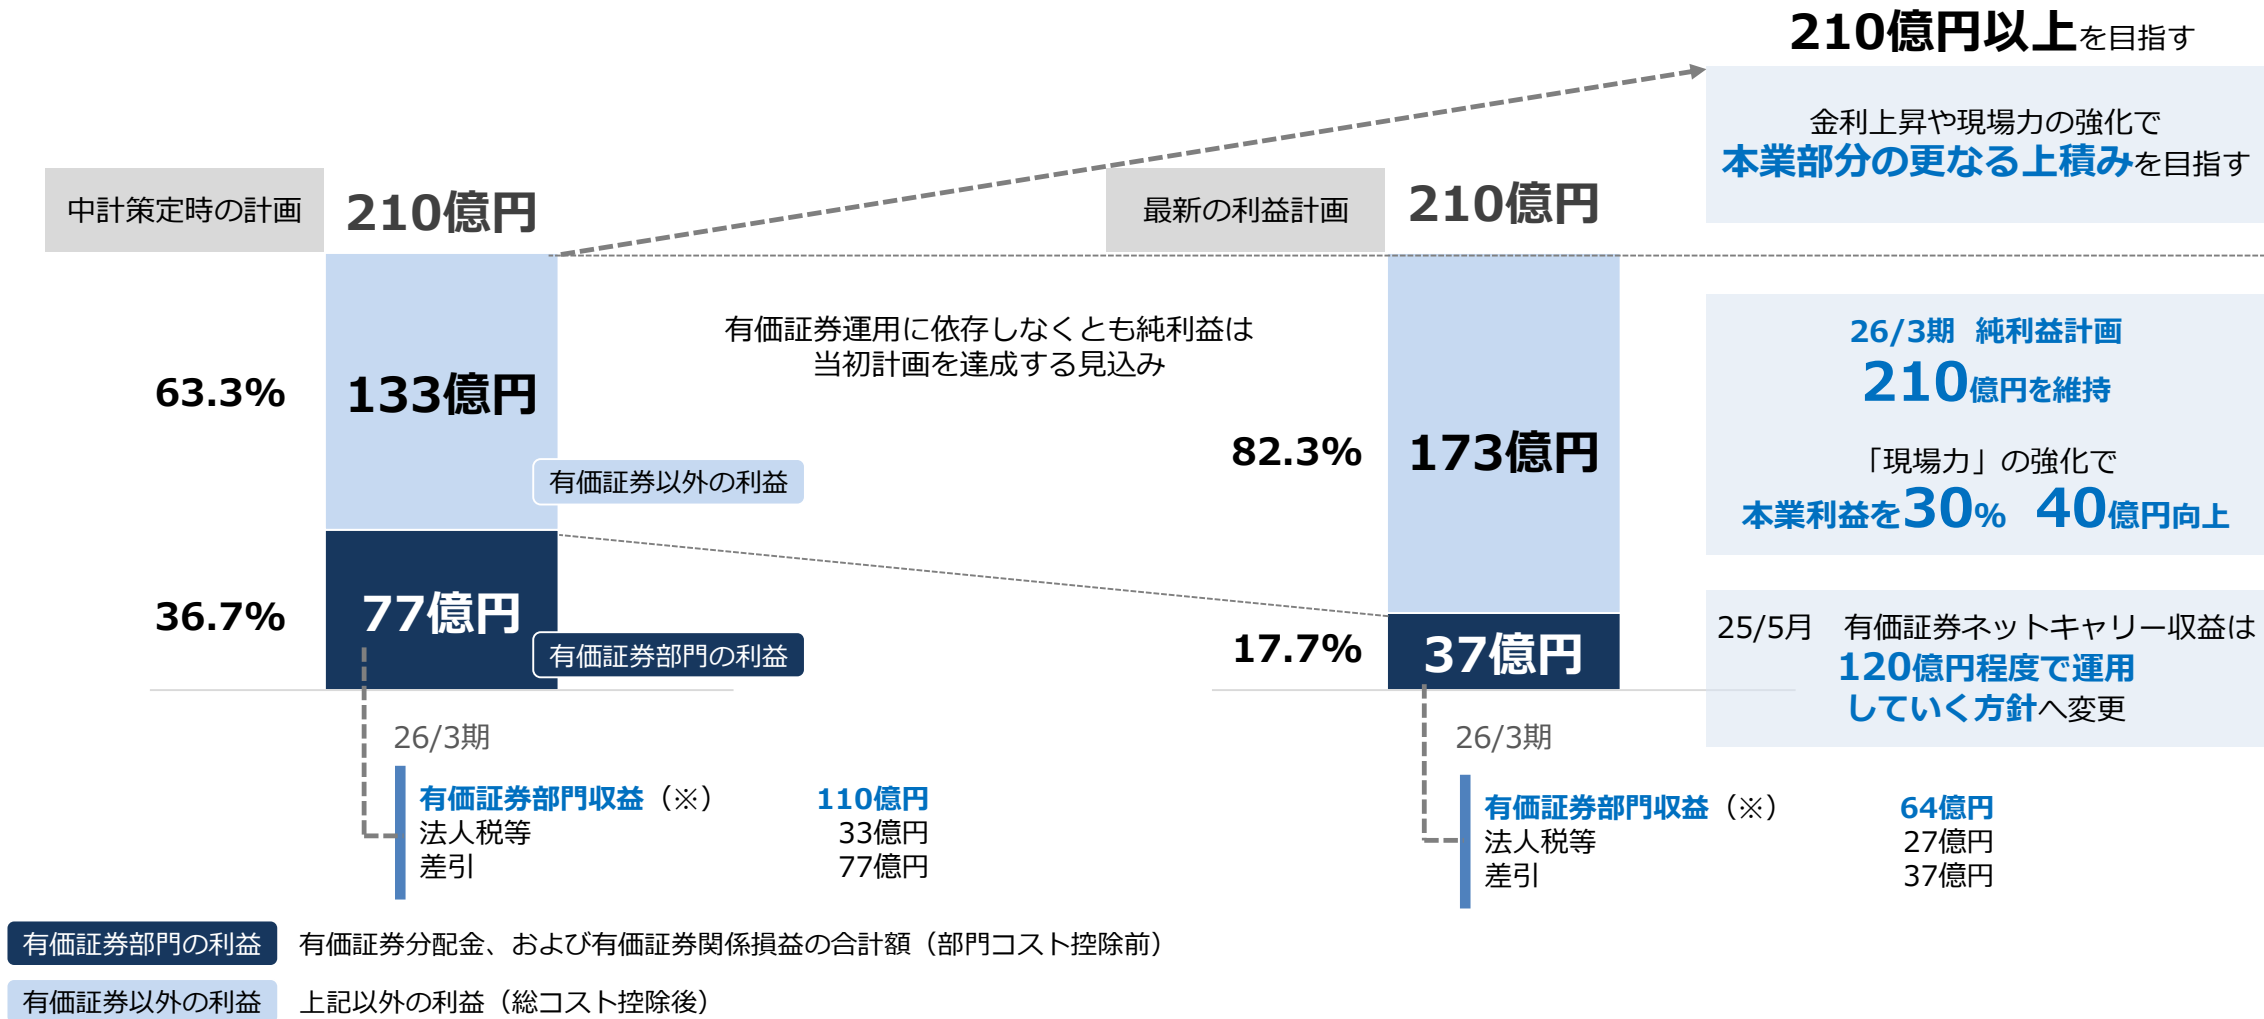 210億円以上を目指す
金利上昇や現場力の強化で
本業部分の更なる上積みを目指す
中計策定時の計画
210億円
最新の利益計画
210億円
有価証券運用に依存しなくとも純利益は
当初計画を達成する見込み
63.3%
133億円
有価証券以外の利益
36.7%
77億円
有価証券部門の利益
82.3%
173億円
17.7%
37億円
26/3期 純利益計画
210億円を維持
「現場力」の強化で
本業利益を30% 40億円向上
25/5月 有価証券ネットキャリー収益は
120億円程度で運用
していく方針へ変更
26/3期
有価証券部門収益（※） 110億円
法人税等 33億円
差引 77億円
26/3期
有価証券部門収益（※） 64億円
法人税等 27億円
差引 37億円
有価証券部門の利益 有価証券分配金、および有価証券関係損益の合計額（部門コスト控除前）
有価証券以外の利益 上記以外の利益（総コスト控除後）